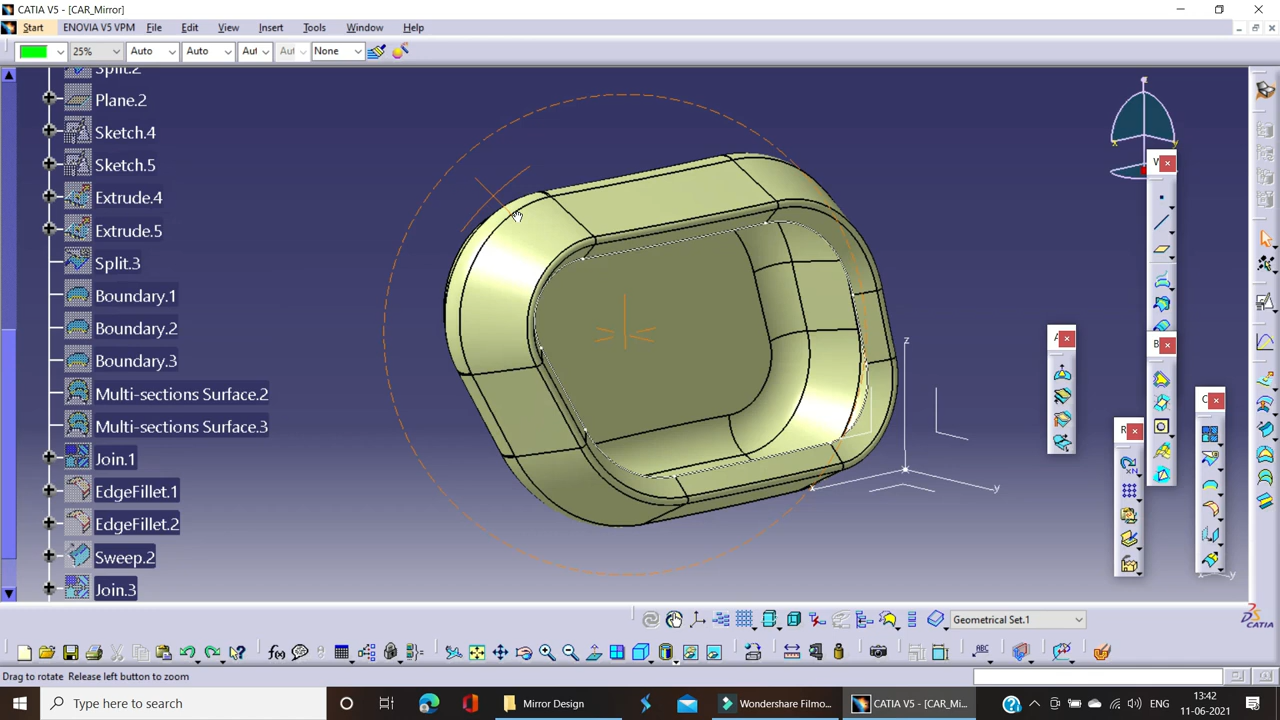 CATIA V5 - [CAR_Mirror]
Start
ENOVIA V5 VPM
File
Edit
View
Insert
Tools
Window
Help
25%
Auto
Auto
Aut
Aut
None
Split.2
Plane.2
Sketch.4
Sketch.5
Extrude.4
Extrude.5
Split.3
Boundary.1
Boundary.2
Boundary.3
Multi-sections Surface.2
Multi-sections Surface.3
Join.1
EdgeFillet.1
EdgeFillet.2
Sweep.2
Join.3
z
x
y
W
A
B
R
C
Geometrical Set.1
Drag to rotate Release left button to zoom
Type here to search
Mirror Design
Wondershare Filmo...
CATIA V5 - [CAR_Mi...
ENG
13:42
11-06-2021